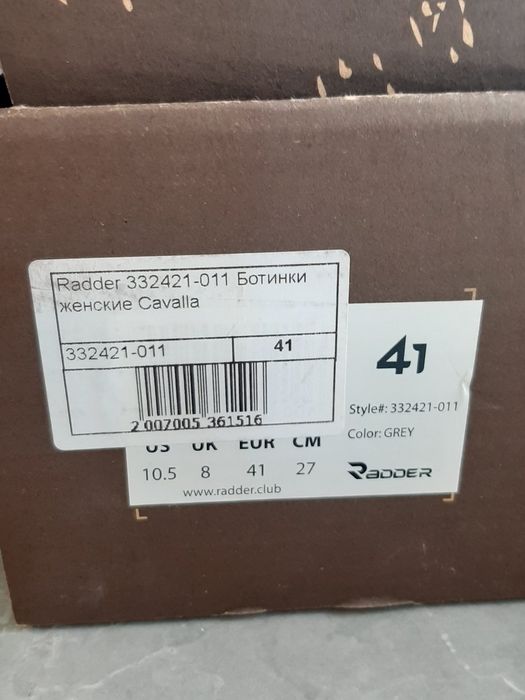 Radder 332421-011 Ботинки
женские Cavalla
332421-011 41
2 007005 361516
41
Style#: 332421-011
Color: GREY
US UK EUR CM
10.5 8 41 27
www.radder.club
RADDER